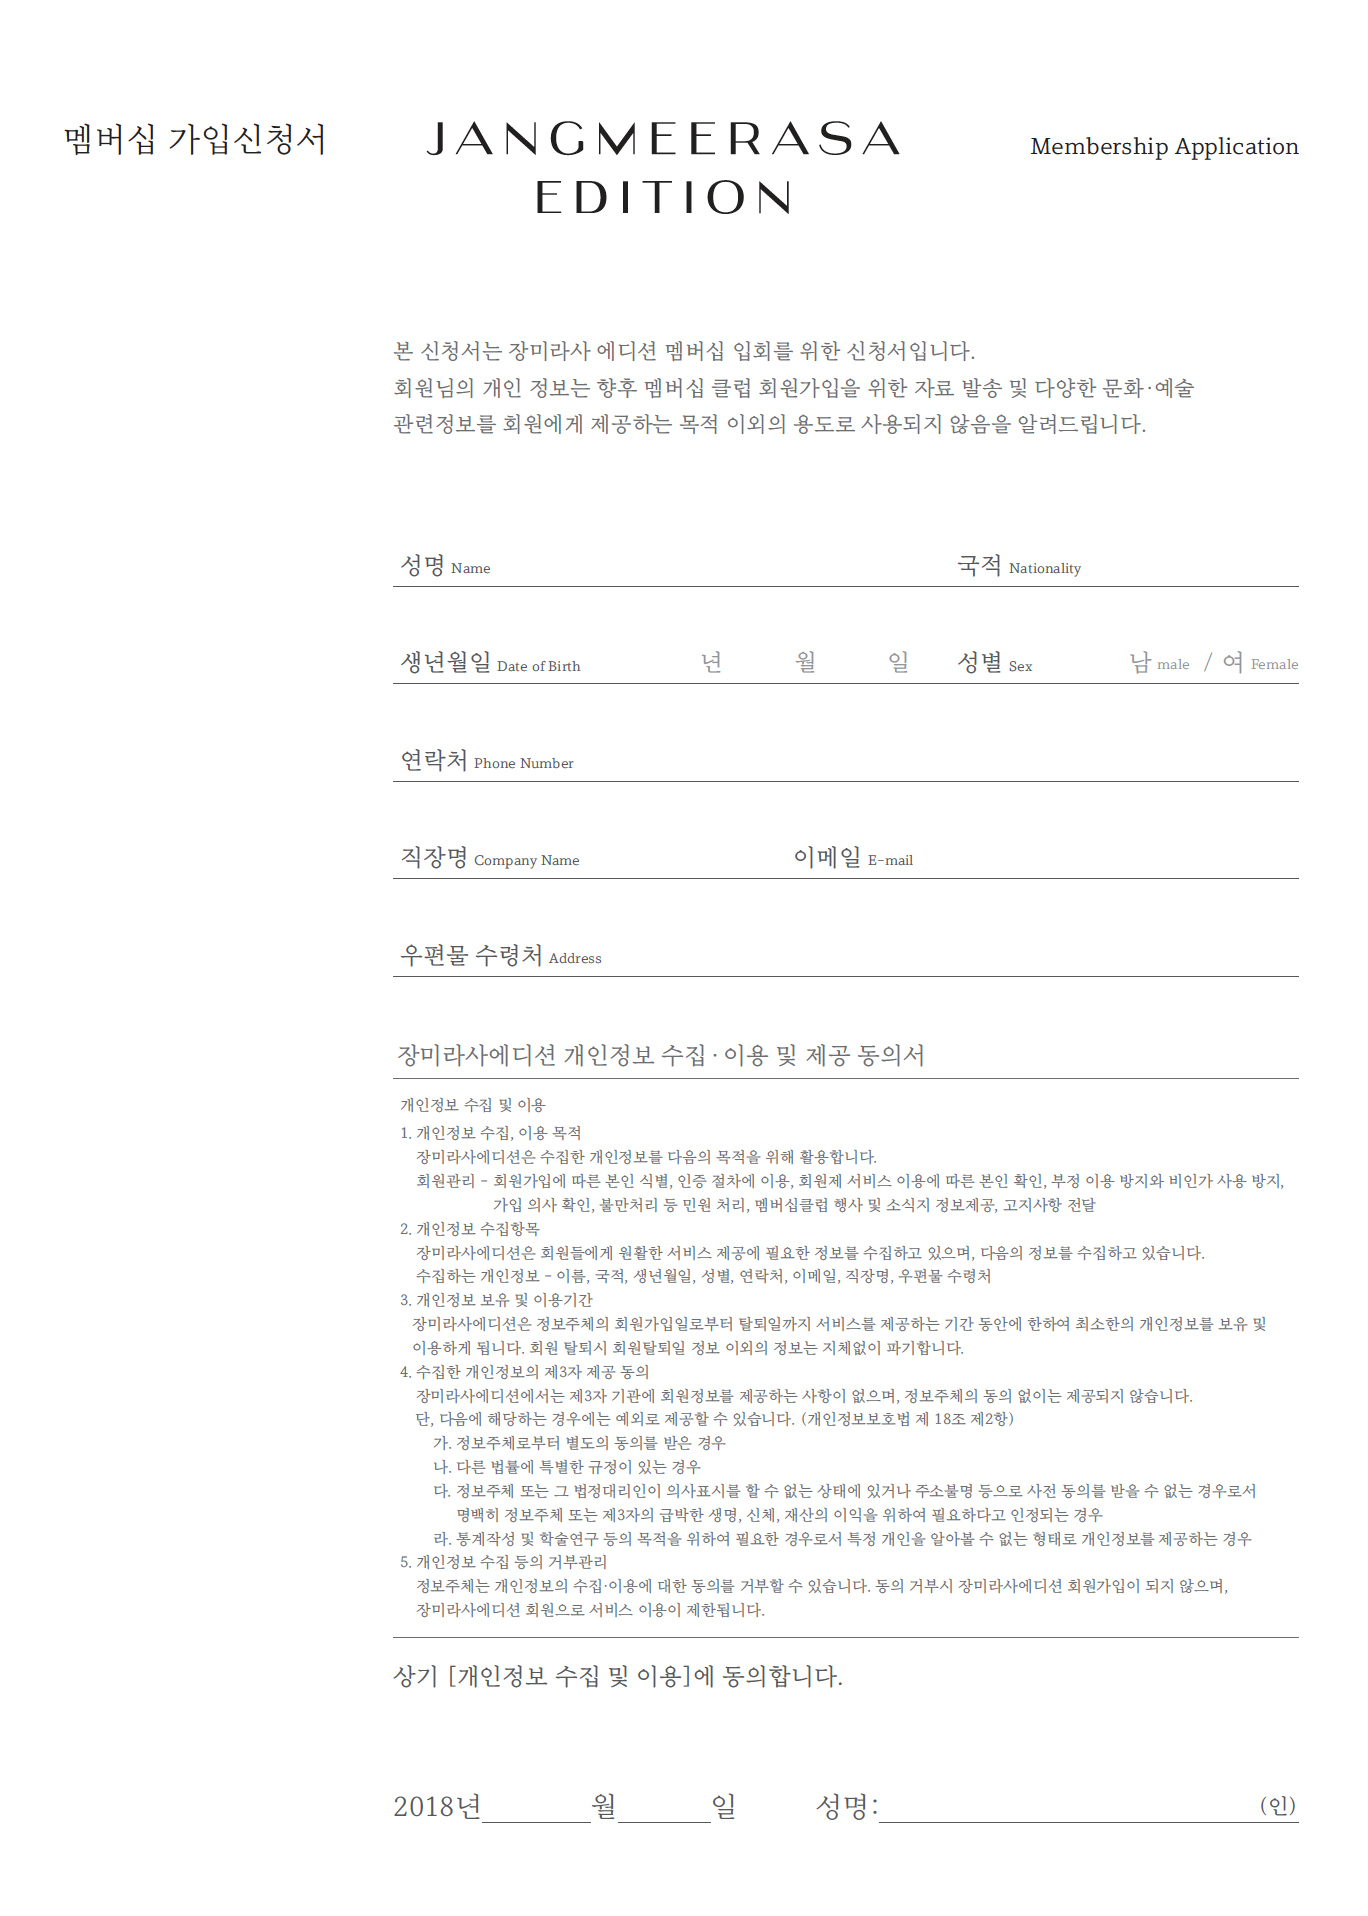 멤버십 가입신청서
JANGMEERASA
EDITION
Membership Application
본 신청서는 장미라사 에디션 멤버십 입회를 위한 신청서입니다.
회원님의 개인 정보는 향후 멤버십 클럽 회원가입을 위한 자료 발송 및 다양한 문화·예술
관련정보를 회원에게 제공하는 목적 이외의 용도로 사용되지 않음을 알려드립니다.
성명 Name 국적 Nationality
생년월일 Date of Birth 년 월 일 성별 Sex 남 male / 여 Female
연락처 Phone Number
직장명 Company Name 이메일 E-mail
우편물 수령처 Address
장미라사에디션 개인정보 수집 · 이용 및 제공 동의서
개인정보 수집 및 이용
1. 개인정보 수집, 이용 목적
장미라사에디션은 수집한 개인정보를 다음의 목적을 위해 활용합니다.
회원관리 - 회원가입에 따른 본인 식별, 인증 절차에 이용, 회원제 서비스 이용에 따른 본인 확인, 부정 이용 방지와 비인가 사용 방지,
가입 의사 확인, 불만처리 등 민원 처리, 멤버십클럽 행사 및 소식지 정보제공, 고지사항 전달
2. 개인정보 수집항목
장미라사에디션은 회원들에게 원활한 서비스 제공에 필요한 정보를 수집하고 있으며, 다음의 정보를 수집하고 있습니다.
수집하는 개인정보 - 이름, 국적, 생년월일, 성별, 연락처, 이메일, 직장명, 우편물 수령처
3. 개인정보 보유 및 이용기간
장미라사에디션은 정보주체의 회원가입일로부터 탈퇴일까지 서비스를 제공하는 기간 동안에 한하여 최소한의 개인정보를 보유 및
이용하게 됩니다. 회원 탈퇴시 회원탈퇴일 정보 이외의 정보는 지체없이 파기합니다.
4. 수집한 개인정보의 제3자 제공 동의
장미라사에디션에서는 제3자 기관에 회원정보를 제공하는 사항이 없으며, 정보주체의 동의 없이는 제공되지 않습니다.
단, 다음에 해당하는 경우에는 예외로 제공할 수 있습니다. (개인정보보호법 제 18조 제2항)
가. 정보주체로부터 별도의 동의를 받은 경우
나. 다른 법률에 특별한 규정이 있는 경우
다. 정보주체 또는 그 법정대리인이 의사표시를 할 수 없는 상태에 있거나 주소불명 등으로 사전 동의를 받을 수 없는 경우로서
명백히 정보주체 또는 제3자의 급박한 생명, 신체, 재산의 이익을 위하여 필요하다고 인정되는 경우
라. 통계작성 및 학술연구 등의 목적을 위하여 필요한 경우로서 특정 개인을 알아볼 수 없는 형태로 개인정보를 제공하는 경우
5. 개인정보 수집 등의 거부관리
정보주체는 개인정보의 수집·이용에 대한 동의를 거부할 수 있습니다. 동의 거부시 장미라사에디션 회원가입이 되지 않으며,
장미라사에디션 회원으로 서비스 이용이 제한됩니다.
상기 [개인정보 수집 및 이용]에 동의합니다.
2018년 월 일 성명: (인)